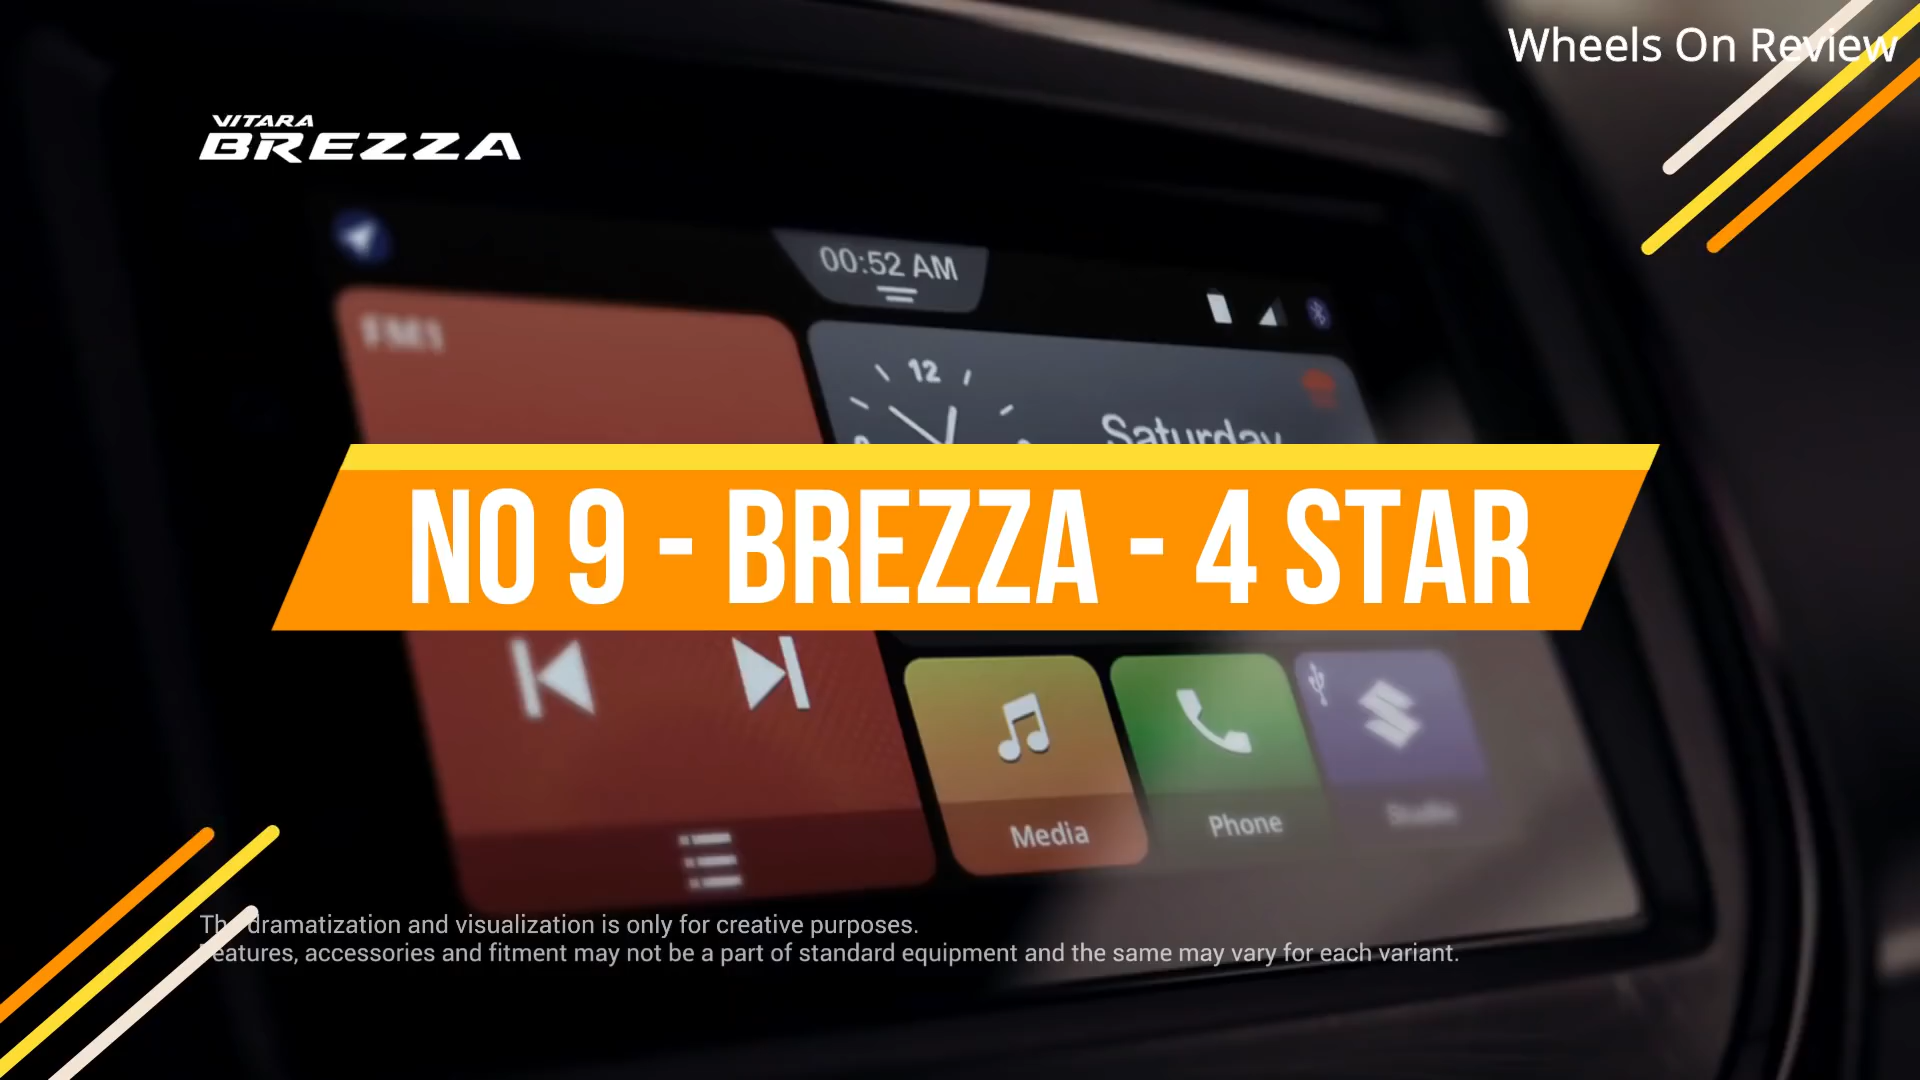 Wheels On Review
VITARA
BREZZA
00:52 AM
FM1
12
Saturday
NO 9 - BREZZA - 4 STAR
Media
Phone
The dramatization and visualization is only for creative purposes.
Features, accessories and fitment may not be a part of standard equipment and the same may vary for each variant.